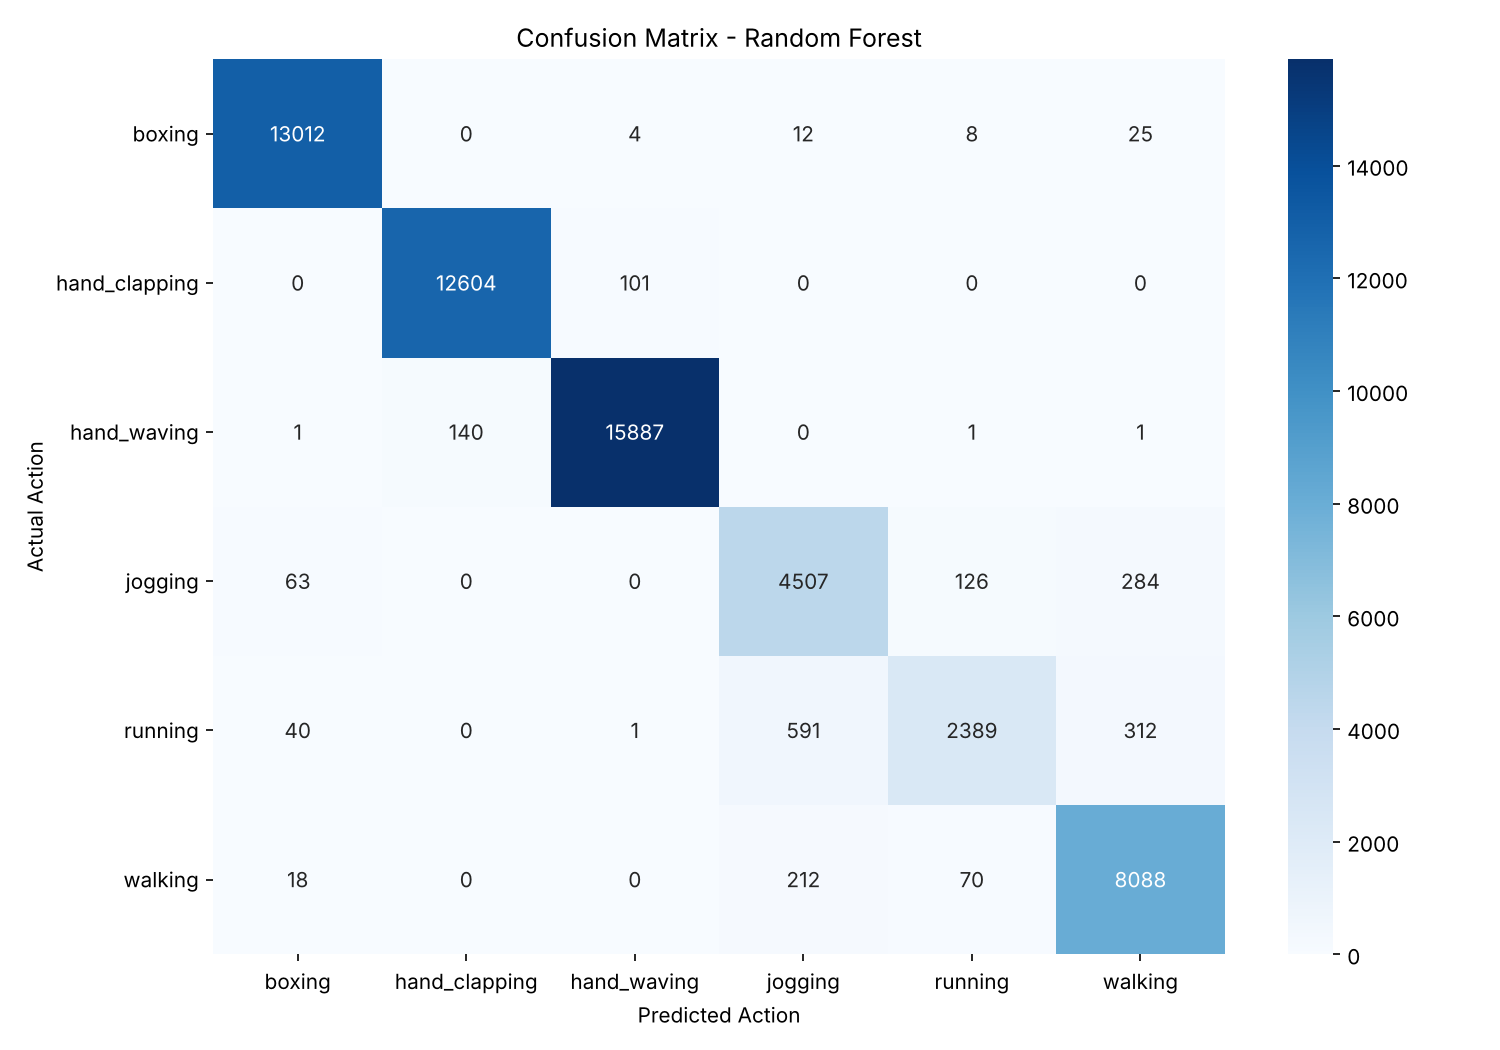 Confusion Matrix - Random Forest
boxing 13012 0 4 12 8 25
hand_clapping 0 12604 101 0 0 0
hand_waving 1 140 15887 0 1 1
jogging 63 0 0 4507 126 284
running 40 0 1 591 2389 312
walking 18 0 0 212 70 8088
boxing hand_clapping hand_waving jogging running walking
Predicted Action
Actual Action
14000
12000
10000
8000
6000
4000
2000
0